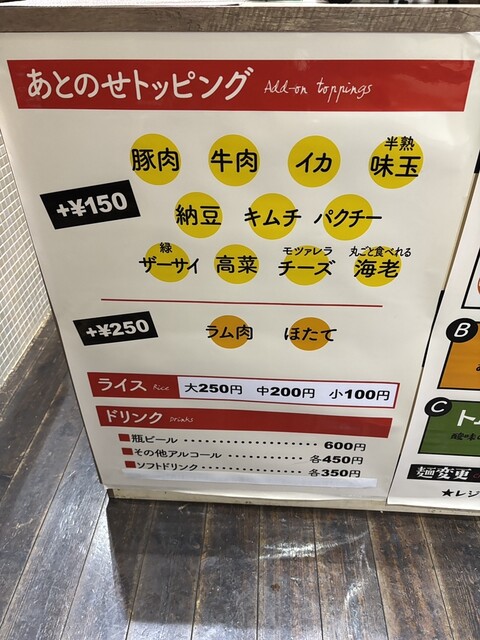 あとのせトッピング Add-on toppings
+¥150
豚肉 牛肉 イカ 半熟味玉
納豆 キムチ パクチー
緑ザーサイ 高菜 モツァレラチーズ 丸ごと食べれる海老
+¥250
ラム肉 ほたて
ライス Rice 大250円 中200円 小100円
ドリンク Drinks
■瓶ビール・・・・・・・・・・・・・・・・・・600円
■その他アルコール・・・・・・・・・・・各450円
■ソフトドリンク・・・・・・・・・・・・・・各350円
B
C
ト
酸味
麺変更
★レジ